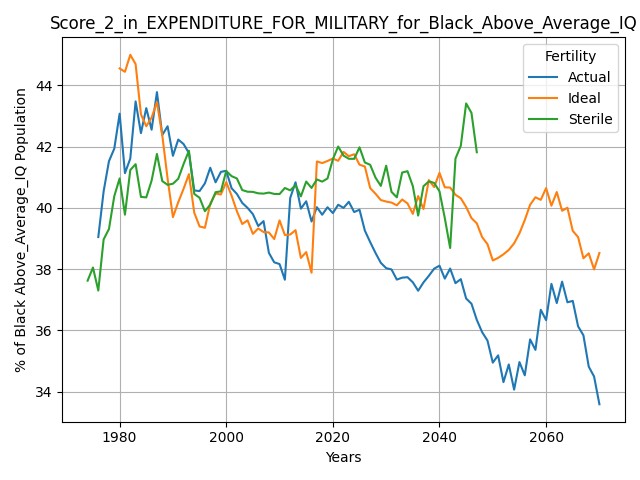 Score_2_in_EXPENDITURE_FOR_MILITARY_for_Black_Above_Average_IQ
Fertility
Actual
Ideal
Sterile
% of Black Above_Average_IQ Population
44
42
40
38
36
34
1980
2000
2020
2040
2060
Years